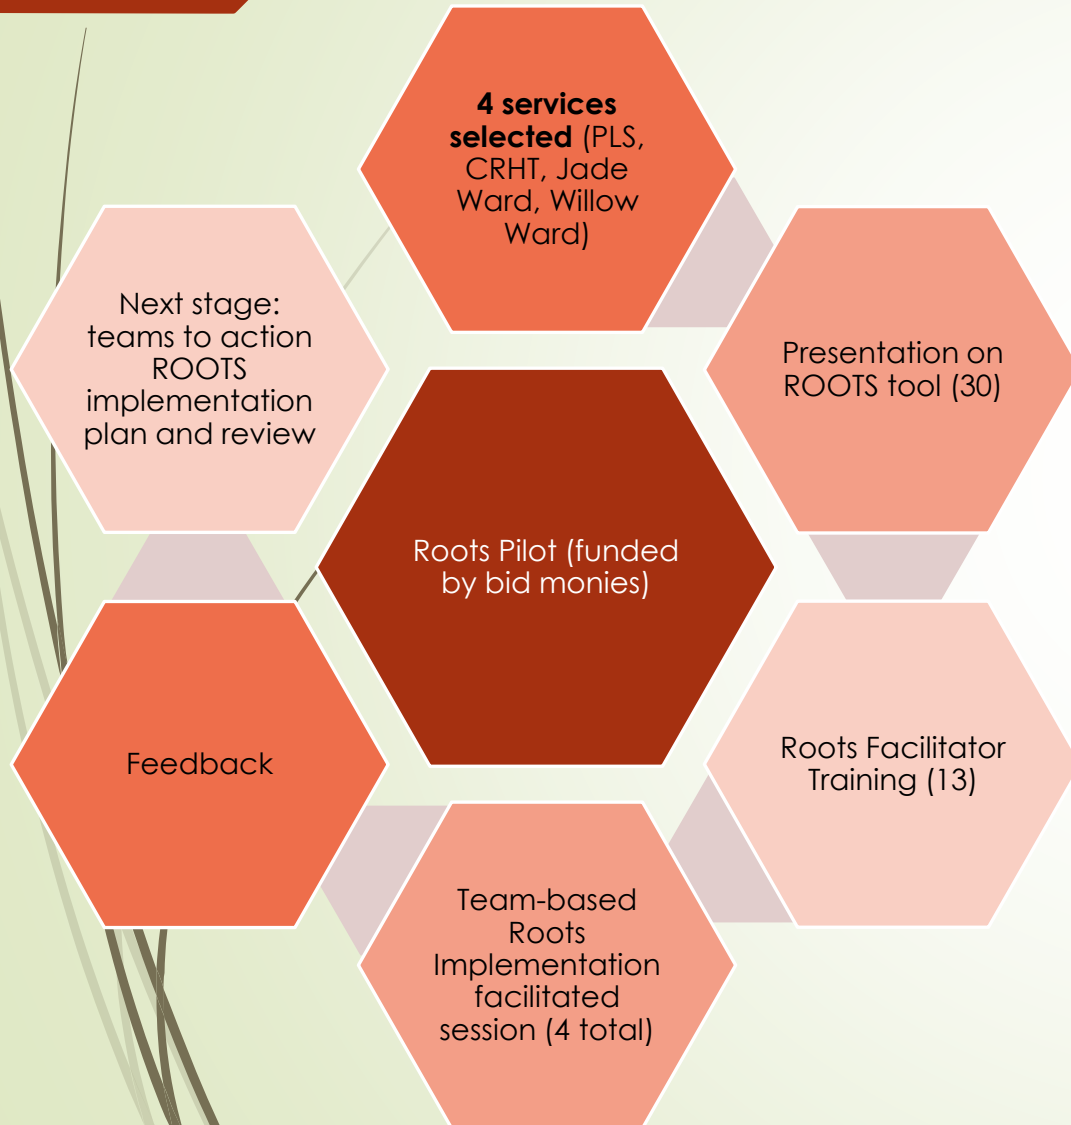 4 services
selected (PLS,
CRHT, Jade
Ward, Willow
Ward)
Presentation on
ROOTS tool (30)
Roots Facilitator
Training (13)
Team-based
Roots
Implementation
facilitated
session (4 total)
Feedback
Next stage:
teams to action
ROOTS
implementation
plan and review
Roots Pilot (funded
by bid monies)